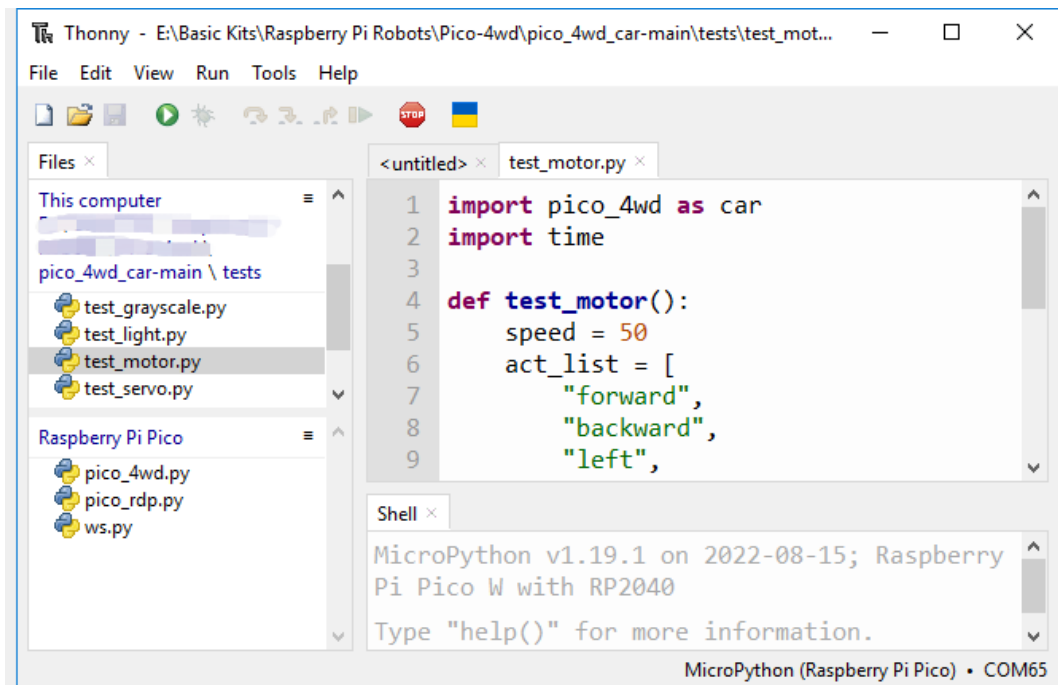 Thonny - E:\Basic Kits\Raspberry Pi Robots\Pico-4wd\pico_4wd_car-main\tests\test_mot...
File Edit View Run Tools Help
STOP
Files
This computer
pico_4wd_car-main \ tests
test_grayscale.py
test_light.py
test_motor.py
test_servo.py
Raspberry Pi Pico
pico_4wd.py
pico_rdp.py
ws.py
<untitled> test_motor.py
1 import pico_4wd as car
2 import time
3
4 def test_motor():
5 speed = 50
6 act_list = [
7 "forward",
8 "backward",
9 "left",
Shell
MicroPython v1.19.1 on 2022-08-15; Raspberry
Pi Pico W with RP2040
Type "help()" for more information.
MicroPython (Raspberry Pi Pico) • COM65